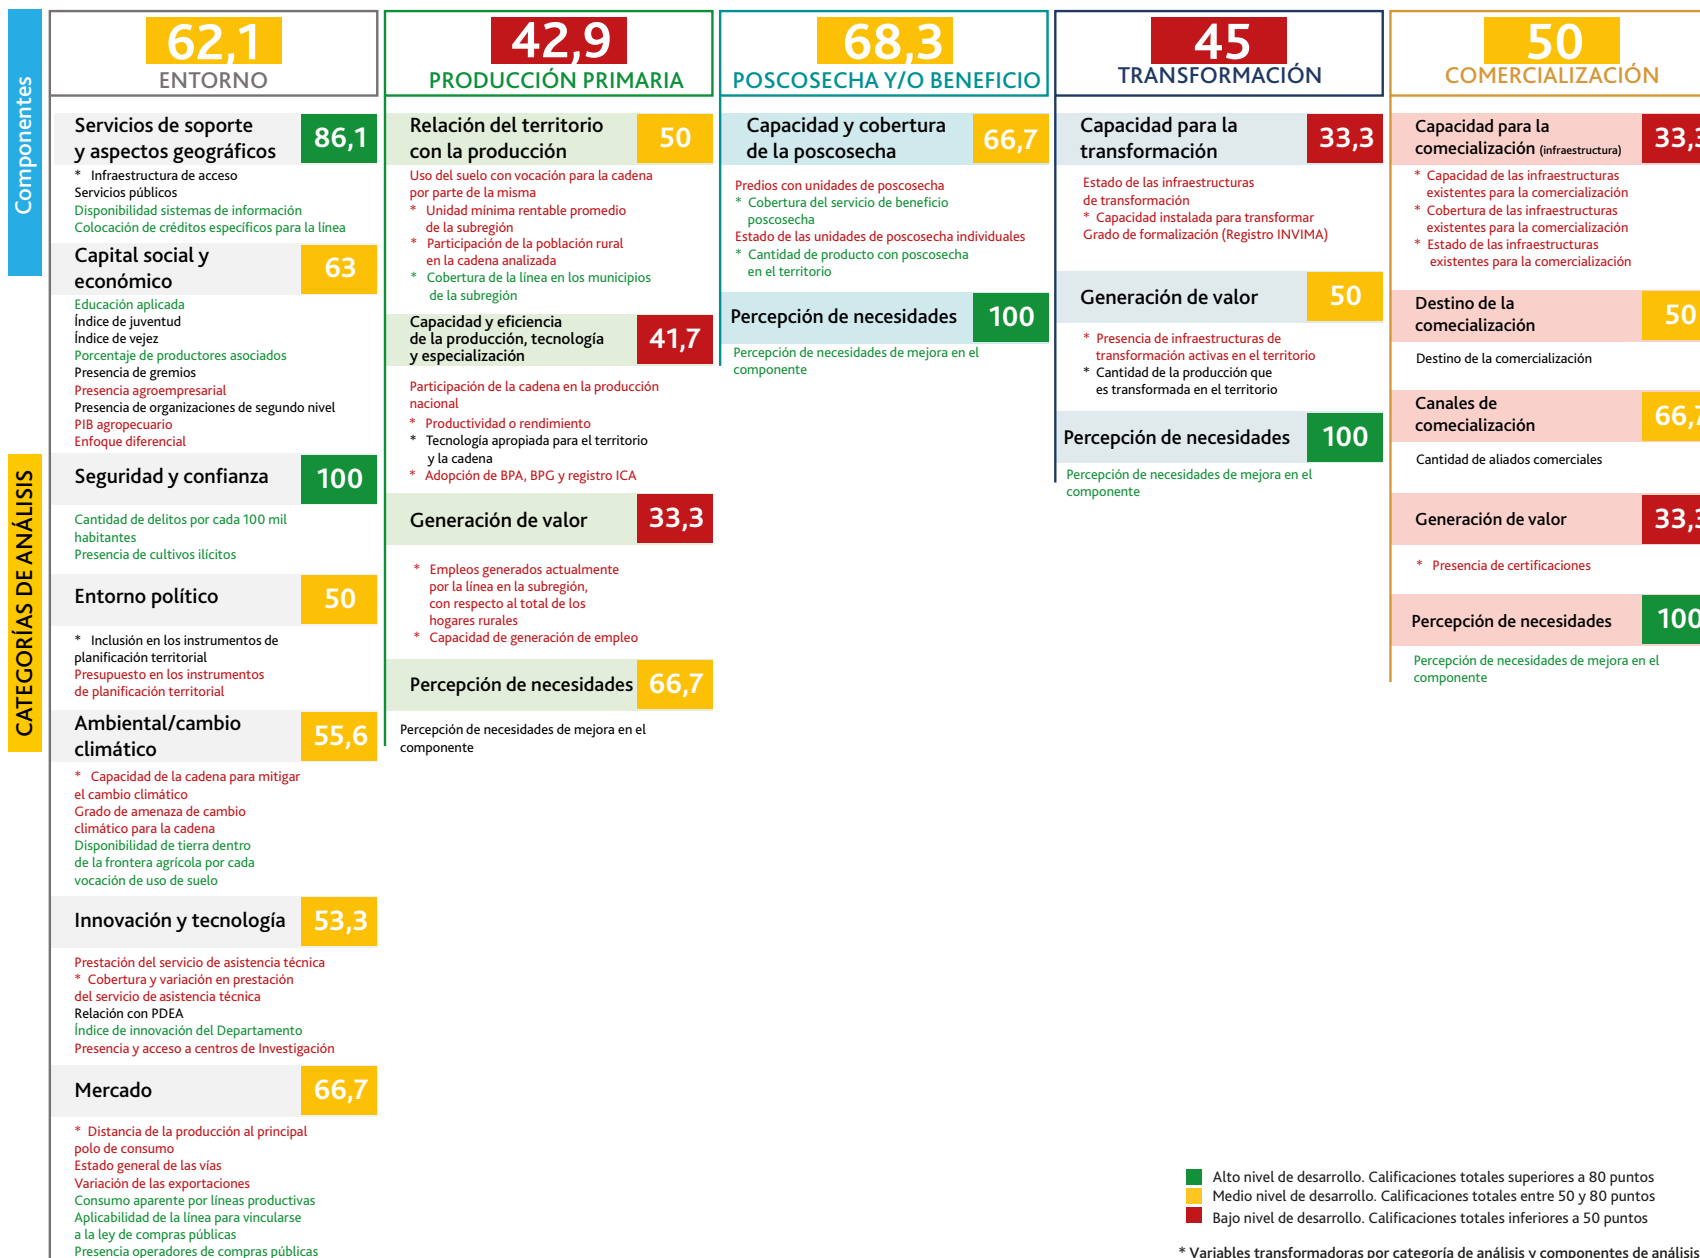 Componentes
CATEGORÍAS DE ANÁLISIS
62,1
ENTORNO
Servicios de soporte
y aspectos geográficos
86,1
* Infraestructura de acceso
Servicios públicos
Disponibilidad sistemas de información
Colocación de créditos específicos para la línea
Capital social y
económico
63
Educación aplicada
Índice de juventud
Índice de vejez
Porcentaje de productores asociados
Presencia de gremios
Presencia agroempresarial
Presencia de organizaciones de segundo nivel
PIB agropecuario
Enfoque diferencial
Seguridad y confianza
100
Cantidad de delitos por cada 100 mil
habitantes
Presencia de cultivos ilícitos
Entorno político
50
* Inclusión en los instrumentos de
planificación territorial
Presupuesto en los instrumentos
de planificación territorial
Ambiental/cambio
climático
55,6
* Capacidad de la cadena para mitigar
el cambio climático
Grado de amenaza de cambio
climático para la cadena
Disponibilidad de tierra dentro
de la frontera agrícola por cada
vocación de uso de suelo
Innovación y tecnología
53,3
Prestación del servicio de asistencia técnica
* Cobertura y variación en prestación
del servicio de asistencia técnica
Relación con PDEA
Índice de innovación del Departamento
Presencia y acceso a centros de Investigación
Mercado
66,7
* Distancia de la producción al principal
polo de consumo
Estado general de las vías
Variación de las exportaciones
Consumo aparente por líneas productivas
Aplicabilidad de la línea para vincularse
a la ley de compras públicas
Presencia operadores de compras públicas
42,9
PRODUCCIÓN PRIMARIA
Relación del territorio
con la producción
50
Uso del suelo con vocación para la cadena
por parte de la misma
* Unidad mínima rentable promedio
de la subregión
* Participación de la población rural
en la cadena analizada
* Cobertura de la línea en los municipios
de la subregión
Capacidad y eficiencia
de la producción, tecnología
y especialización
41,7
Participación de la cadena en la producción
nacional
* Productividad o rendimiento
* Tecnología apropiada para el territorio
y la cadena
* Adopción de BPA, BPG y registro ICA
Generación de valor
33,3
* Empleos generados actualmente
por la línea en la subregión,
con respecto al total de los
hogares rurales
* Capacidad de generación de empleo
Percepción de necesidades
66,7
Percepción de necesidades de mejora en el
componente
68,3
POSCOSECHA Y/O BENEFICIO
Capacidad y cobertura
de la poscosecha
66,7
Predios con unidades de poscosecha
* Cobertura del servicio de beneficio
poscosecha
Estado de las unidades de poscosecha individuales
* Cantidad de producto con poscosecha
en el territorio
Percepción de necesidades
100
Percepción de necesidades de mejora en el
componente
45
TRANSFORMACIÓN
Capacidad para la
transformación
33,3
Estado de las infraestructuras
de transformación
* Capacidad instalada para transformar
Grado de formalización (Registro INVIMA)
Generación de valor
50
* Presencia de infraestructuras de
transformación activas en el territorio
* Cantidad de la producción que
es transformada en el territorio
Percepción de necesidades
100
Percepción de necesidades de mejora en el
componente
50
COMERCIALIZACIÓN
Capacidad para la
comecialización (infraestructura)
33,3
* Capacidad de las infraestructuras
existentes para la comercialización
* Cobertura de las infraestructuras
existentes para la comercialización
* Estado de las infraestructuras
existentes para la comercialización
Destino de la
comecialización
50
Destino de la comercialización
Canales de
comecialización
66,7
Cantidad de aliados comerciales
Generación de valor
33,3
* Presencia de certificaciones
Percepción de necesidades
100
Percepción de necesidades de mejora en el
componente
Alto nivel de desarrollo. Calificaciones totales superiores a 80 puntos
Medio nivel de desarrollo. Calificaciones totales entre 50 y 80 puntos
Bajo nivel de desarrollo. Calificaciones totales inferiores a 50 puntos
* Variables transformadoras por categoría de análisis y componentes de análisis